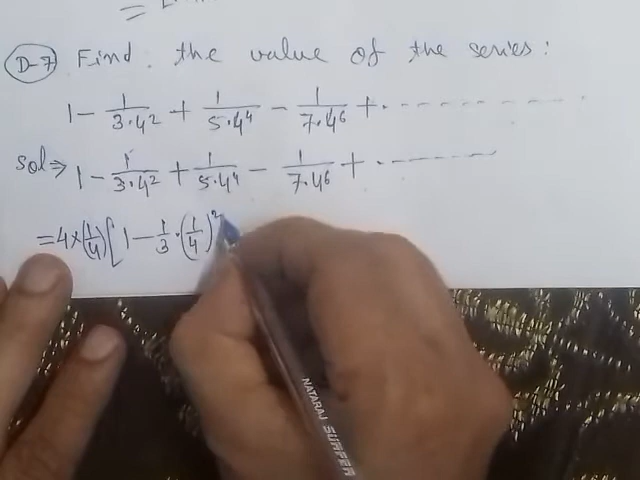 D-7 Find. the value of the series:
1 - 1/3·4² + 1/5·4⁴ - 1/7·4⁶ + ·--------
Sol ⇒ 1 - 1/3·4² + 1/5·4⁴ - 1/7·4⁶ + ·--------
= 4×(1/4)[1 - 1/3·(1/4)²
NATARAJ SURFER